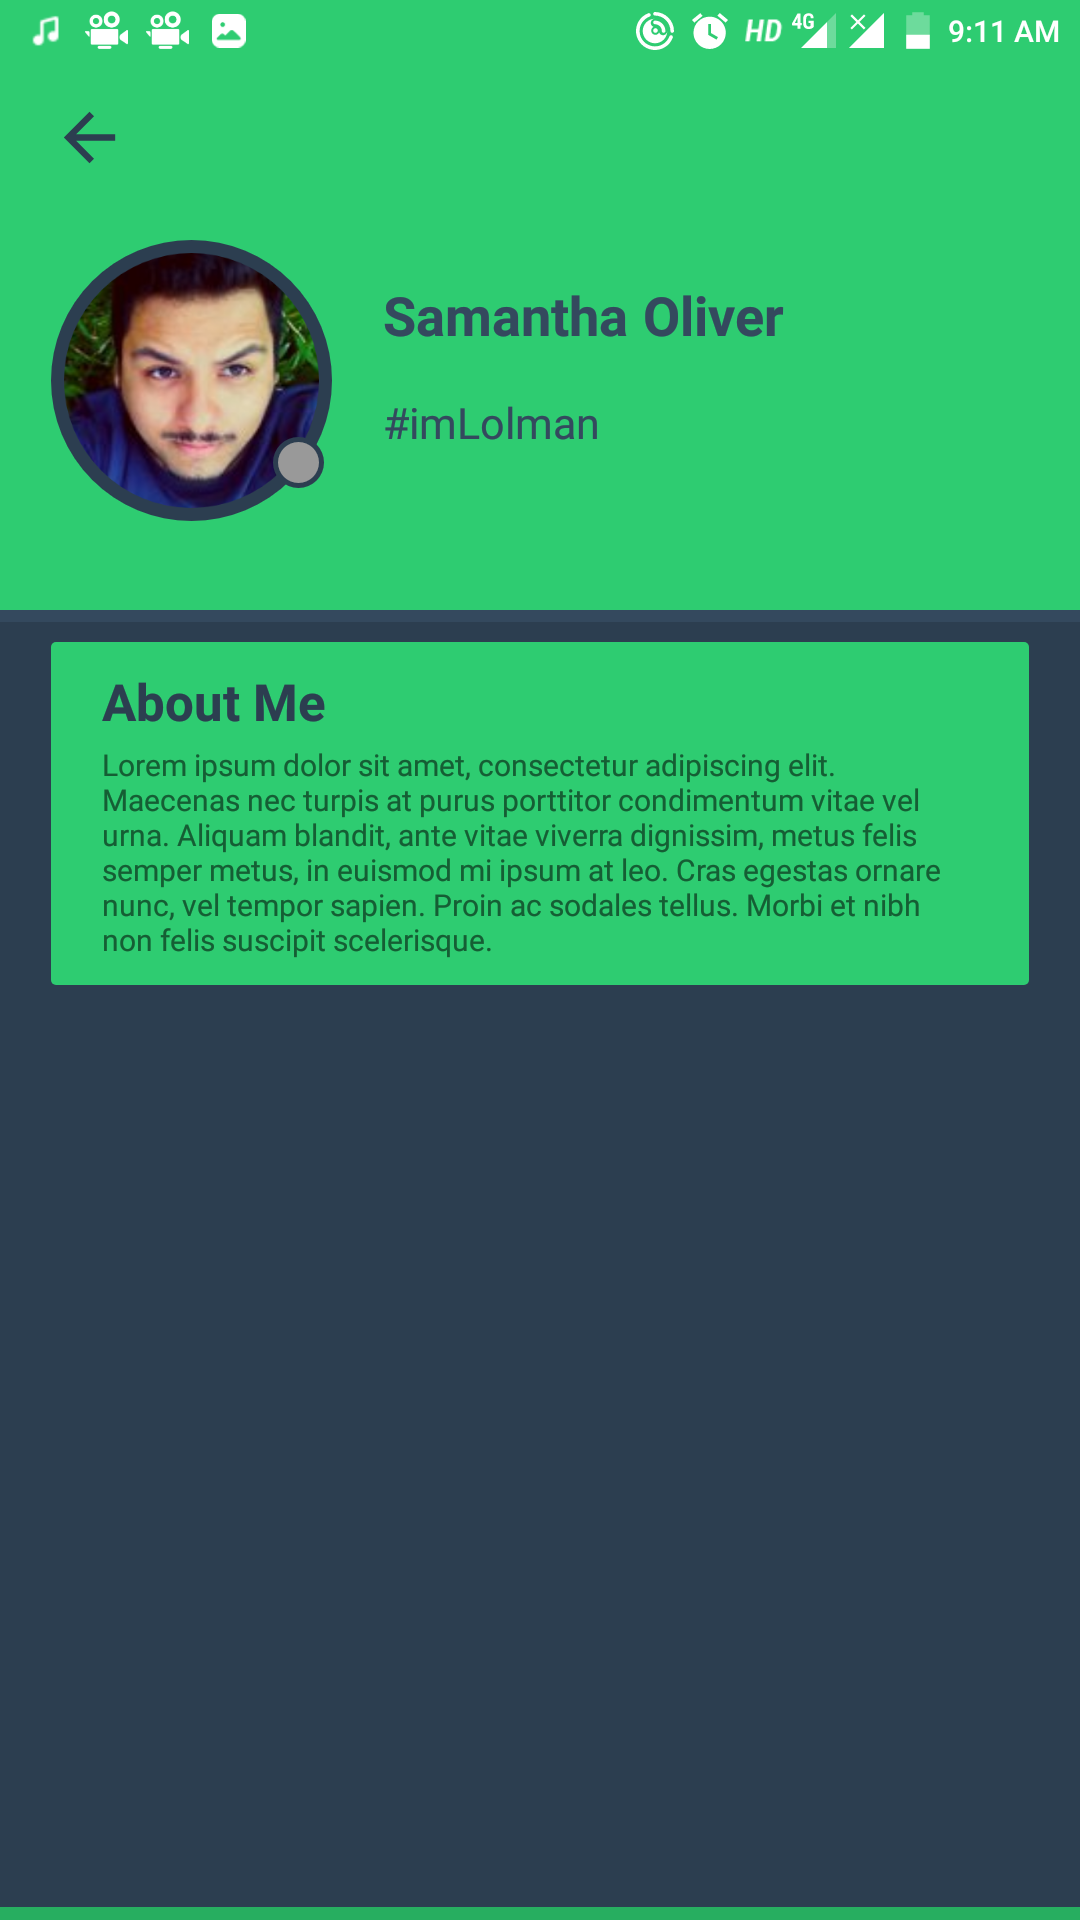 HD 4G 9:11 AM
Samantha Oliver
#imLolman
About Me
Lorem ipsum dolor sit amet, consectetur adipiscing elit.
Maecenas nec turpis at purus porttitor condimentum vitae vel
urna. Aliquam blandit, ante vitae viverra dignissim, metus felis
semper metus, in euismod mi ipsum at leo. Cras egestas ornare
nunc, vel tempor sapien. Proin ac sodales tellus. Morbi et nibh
non felis suscipit scelerisque.